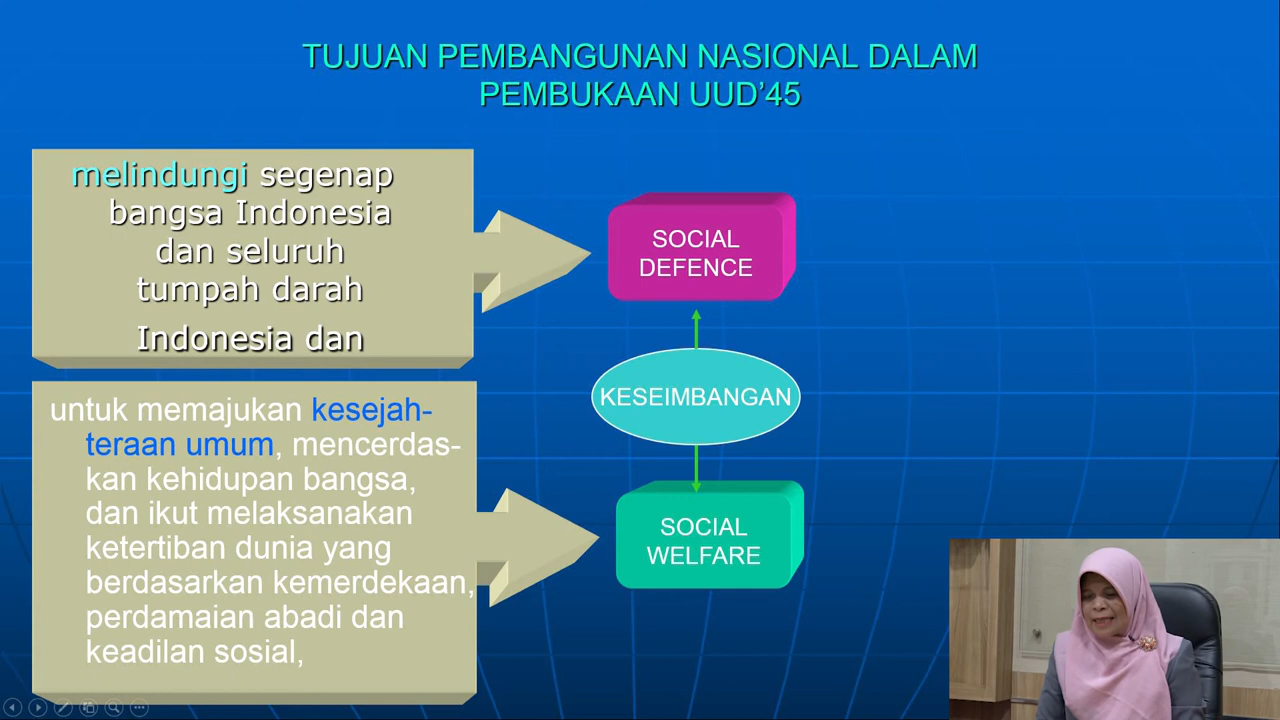 TUJUAN PEMBANGUNAN NASIONAL DALAM
PEMBUKAAN UUD’45
melindungi segenap
bangsa Indonesia
dan seluruh
tumpah darah
Indonesia dan
SOCIAL
DEFENCE
KESEIMBANGAN
untuk memajukan kesejah-
teraan umum, mencerdas-
kan kehidupan bangsa,
dan ikut melaksanakan
ketertiban dunia yang
berdasarkan kemerdekaan,
perdamaian abadi dan
keadilan sosial,
SOCIAL
WELFARE